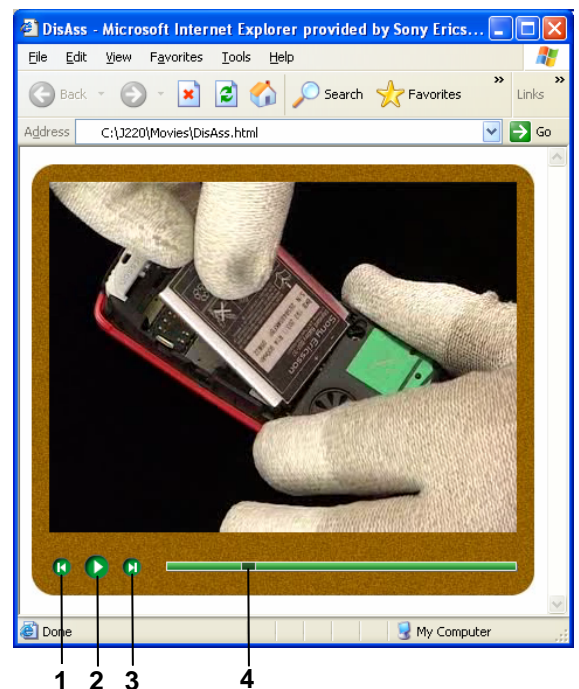 DisAss - Microsoft Internet Explorer provided by Sony Erics...
File Edit View Favorites Tools Help
Back Search Favorites » Links »
Address C:\J220\Movies\DisAss.html Go
Sony Ericsson
Done My Computer
1 2 3 4